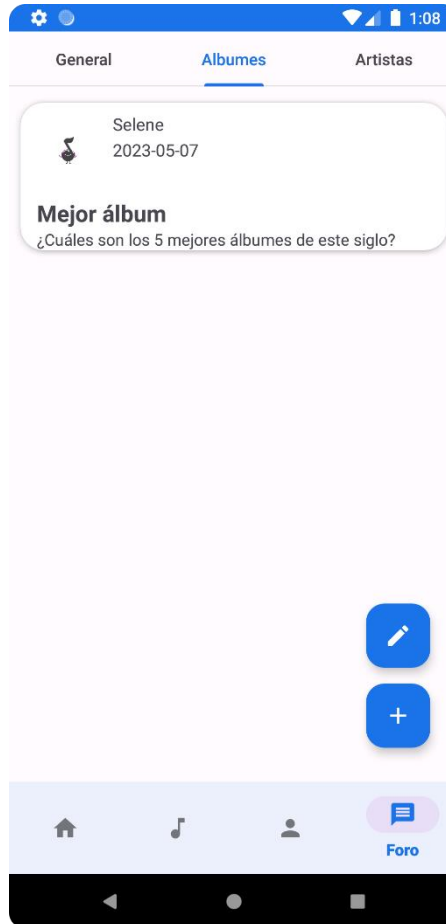 1:08
General
Albumes
Artistas
Selene
2023-05-07
Mejor álbum
¿Cuáles son los 5 mejores álbumes de este siglo?
Foro